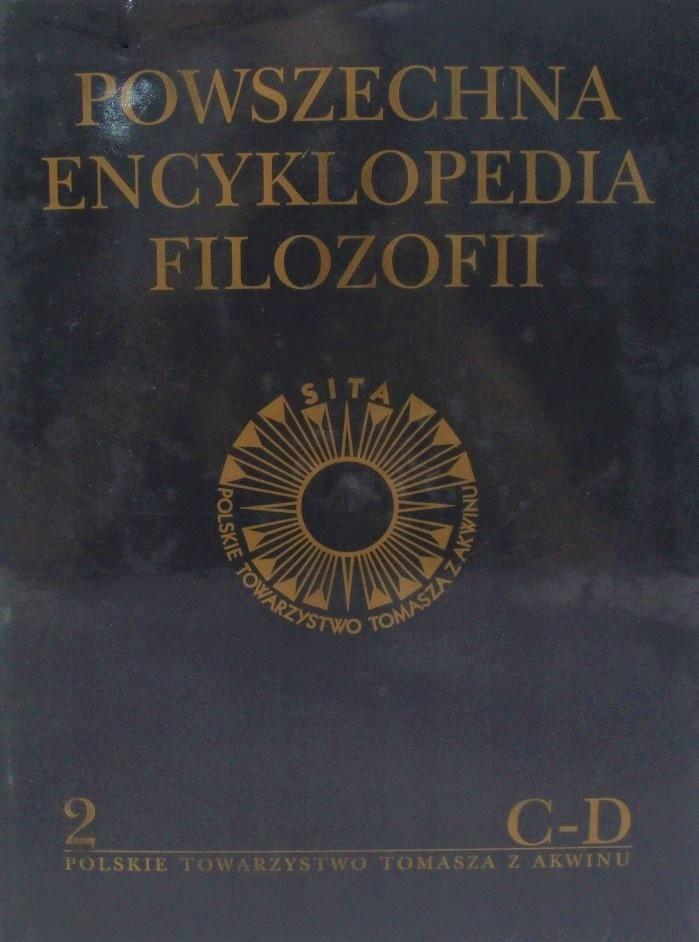 POWSZECHNA
ENCYKLOPEDIA
FILOZOFII
SITA
POLSKIE TOWARZYSTWO TOMASZA Z AKWINU
2 C-D
POLSKIE TOWARZYSTWO TOMASZA Z AKWINU